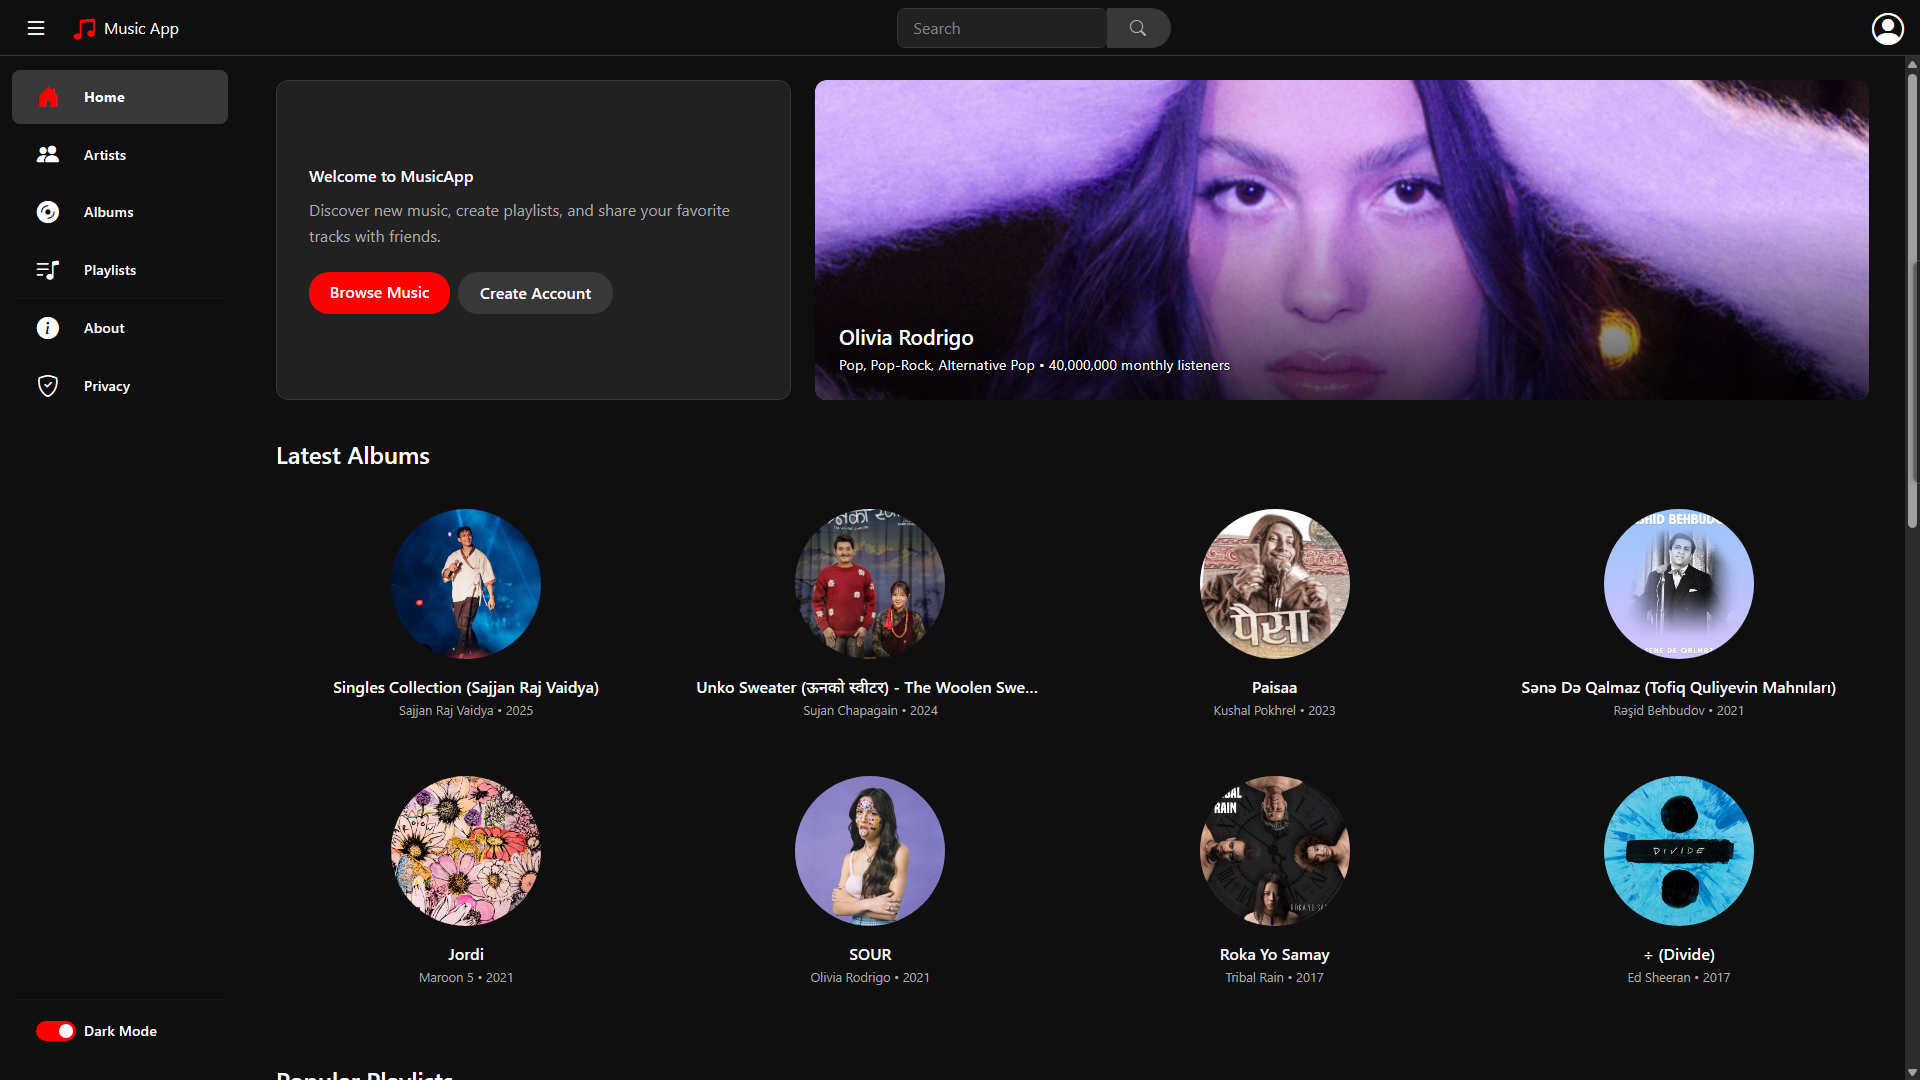 Music App
Search
Home
Artists
Albums
Playlists
About
Privacy
Dark Mode
Welcome to MusicApp
Discover new music, create playlists, and share your favorite
tracks with friends.
Browse Music
Create Account
Olivia Rodrigo
Pop, Pop-Rock, Alternative Pop • 40,000,000 monthly listeners
Latest Albums
पैसा
Singles Collection (Sajjan Raj Vaidya)
Sajjan Raj Vaidya • 2025
Unko Sweater (ऊनको स्वीटर) - The Woolen Swe...
Sujan Chapagain • 2024
Paisaa
Kushal Pokhrel • 2023
Sənə Də Qalmaz (Tofiq Quliyevin Mahnıları)
Rəşid Behbudov • 2021
RAIN
DIVIDE
Jordi
Maroon 5 • 2021
SOUR
Olivia Rodrigo • 2021
Roka Yo Samay
Tribal Rain • 2017
÷ (Divide)
Ed Sheeran • 2017
Popular Playlists